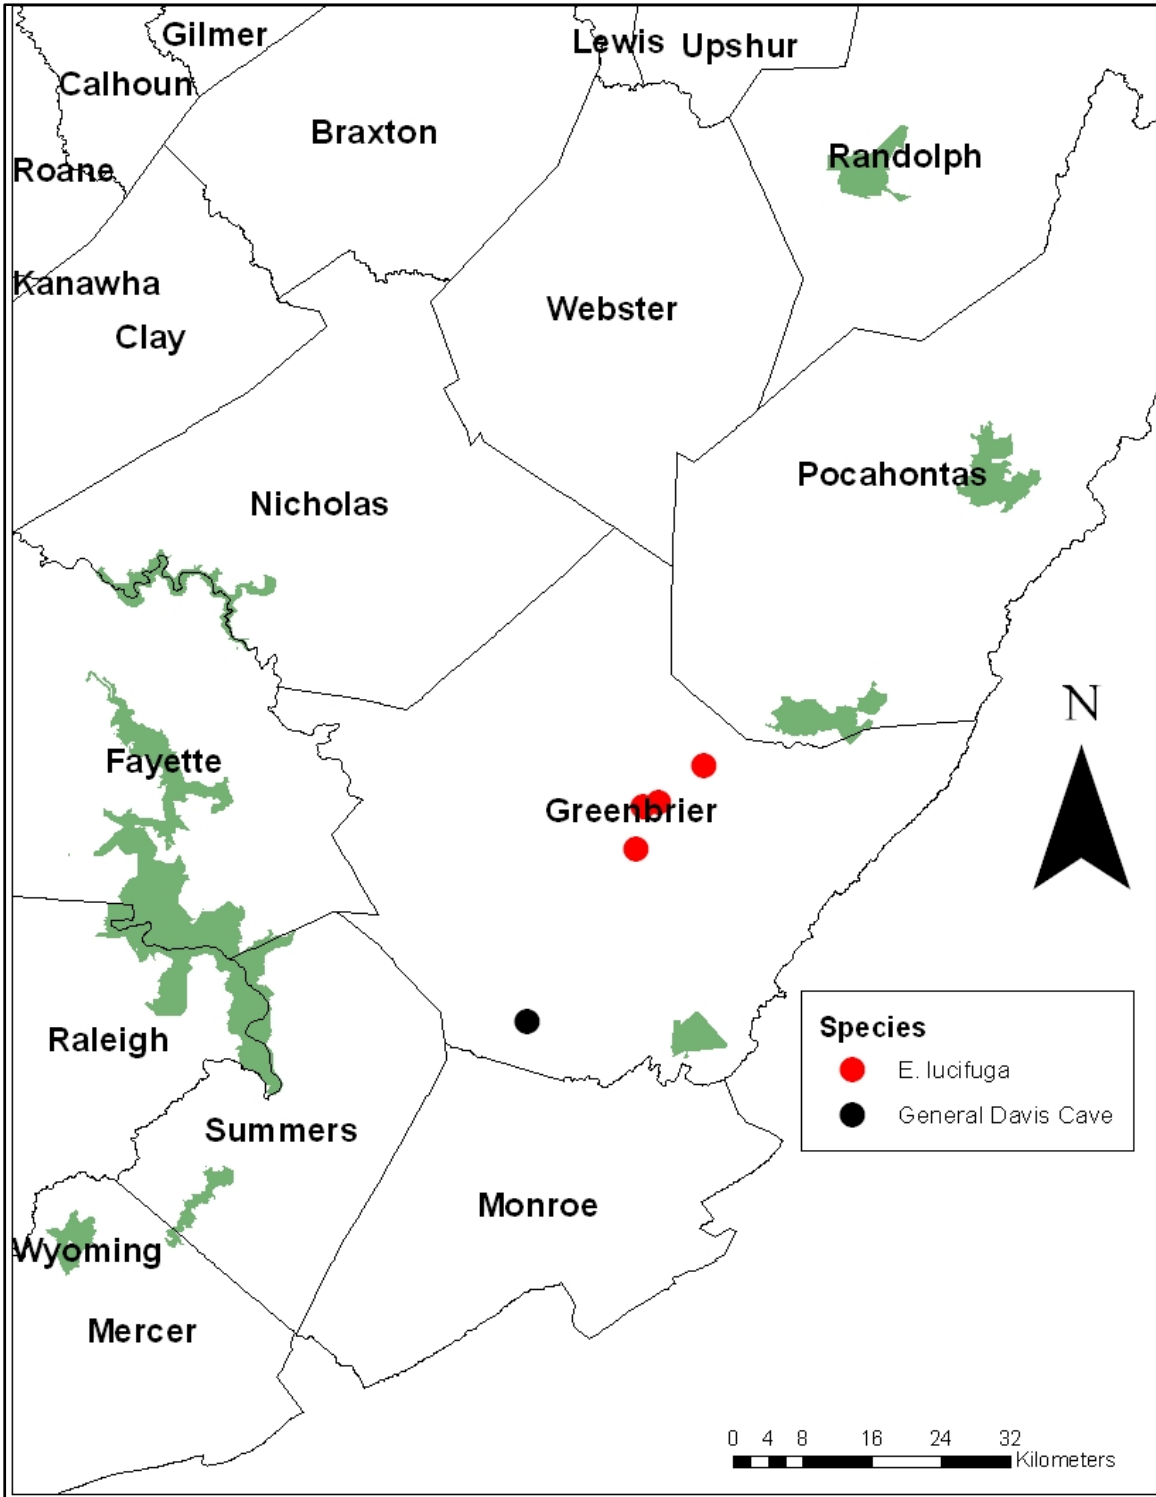 Gilmer
Lewis
Upshur
Calhoun
Braxton
Randolph
Roane
Kanawha
Webster
Clay
Pocahontas
Nicholas
N
Fayette
Greenbrier
Raleigh
Species
E. lucifuga
General Davis Cave
Summers
Monroe
Wyoming
Mercer
0 4 8 16 24 32
Kilometers